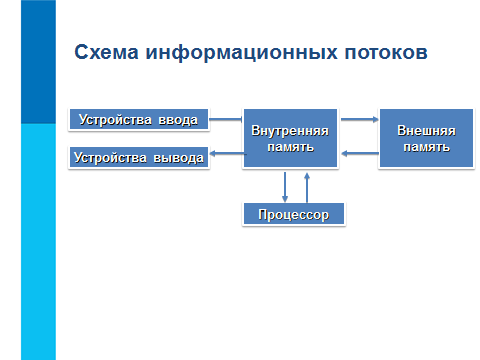 Схема информационных потоков
Устройства ввода
Внутренняя
память
Внешняя
память
Устройства вывода
Процессор